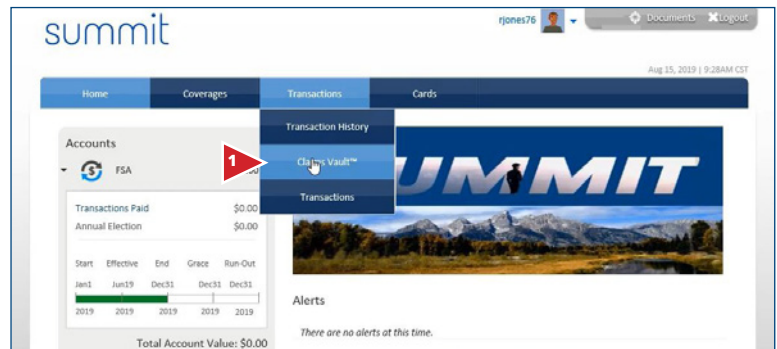 summit
rjones76
Documents
Logout
Aug 15, 2019 | 9:28AM CST
Home
Coverages
Transactions
Cards
Transaction History
Claims Vault™
Transactions
Accounts
FSA
1
Transactions Paid $0.00
Annual Election $0.00
Start Effective End Grace Run-Out
Jan1 Jun19 Dec31 Dec31 Dec31
2019 2019 2019 2019 2019
Total Account Value: $0.00
SUMMIT
Alerts
There are no alerts at this time.